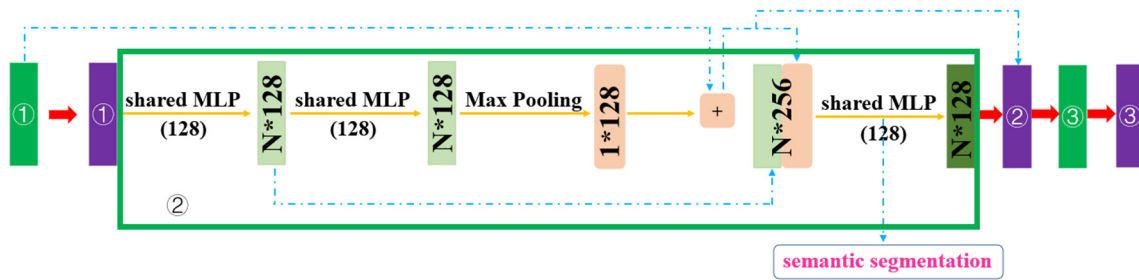 ①
①
shared MLP
(128)
N*128
shared MLP
(128)
N*128
Max Pooling
1*128
+
N*256
shared MLP
(128)
N*128
②
③
③
②
semantic segmentation